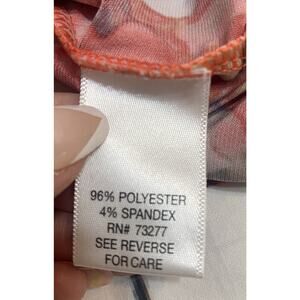 96% POLYESTER
4% SPANDEX
RN# 73277
SEE REVERSE
FOR CARE